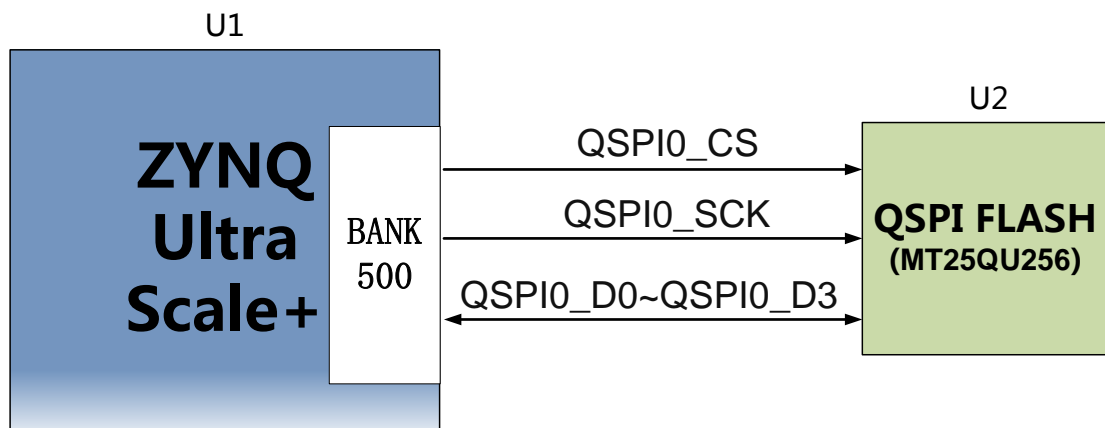 U1
ZYNQ
Ultra
Scale+
BANK
500
QSPI0_CS
QSPI0_SCK
QSPI0_D0~QSPI0_D3
U2
QSPI FLASH
(MT25QU256)